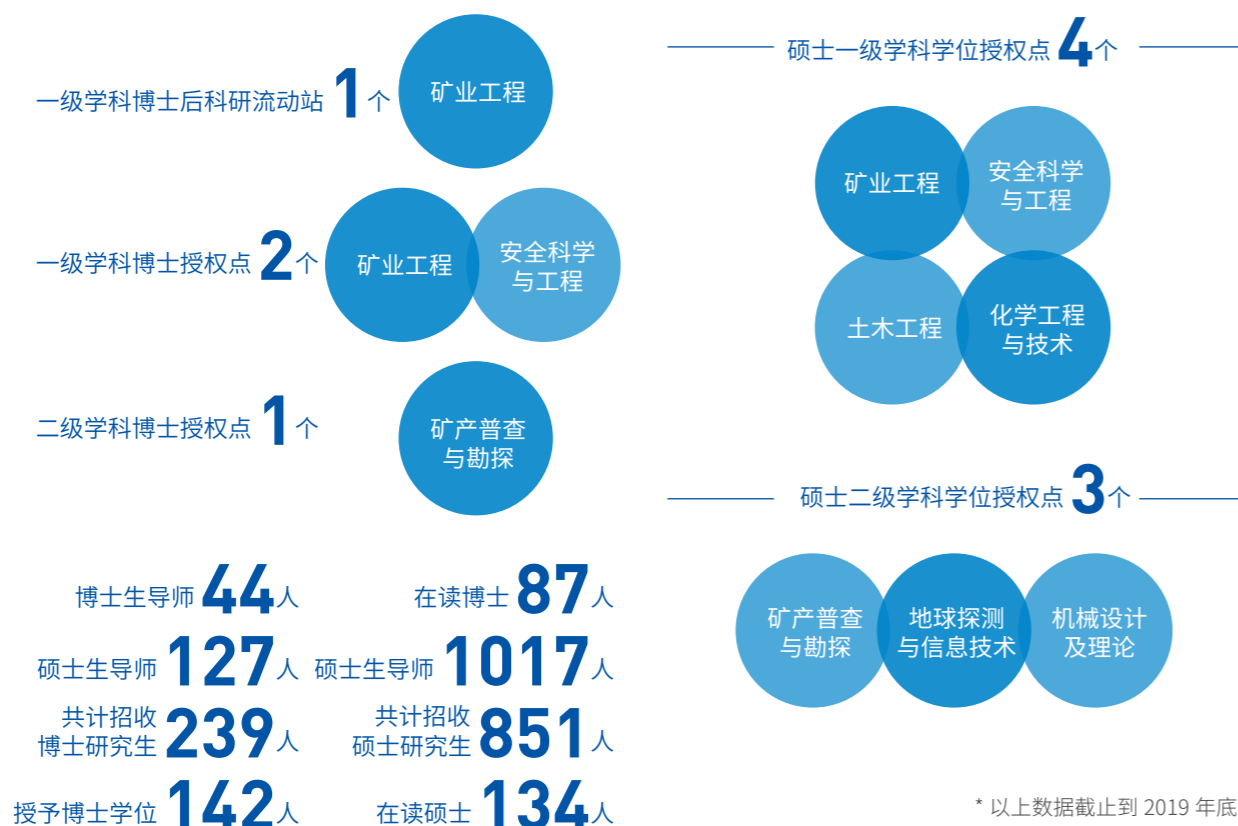 一级学科博士后科研流动站 1 个
矿业工程
一级学科博士授权点 2 个
矿业工程
安全科学
与工程
二级学科博士授权点 1 个
矿产普查
与勘探
博士生导师 44 人
在读博士 87 人
硕士生导师 127 人
硕士生导师 1017 人
共计招收
博士研究生 239 人
共计招收
硕士研究生 851 人
授予博士学位 142 人
在读硕士 134 人
硕士一级学科学位授权点 4 个
矿业工程
安全科学
与工程
土木工程
化学工程
与技术
硕士二级学科学位授权点 3 个
矿产普查
与勘探
地球探测
与信息技术
机械设计
及理论
* 以上数据截止到 2019 年底